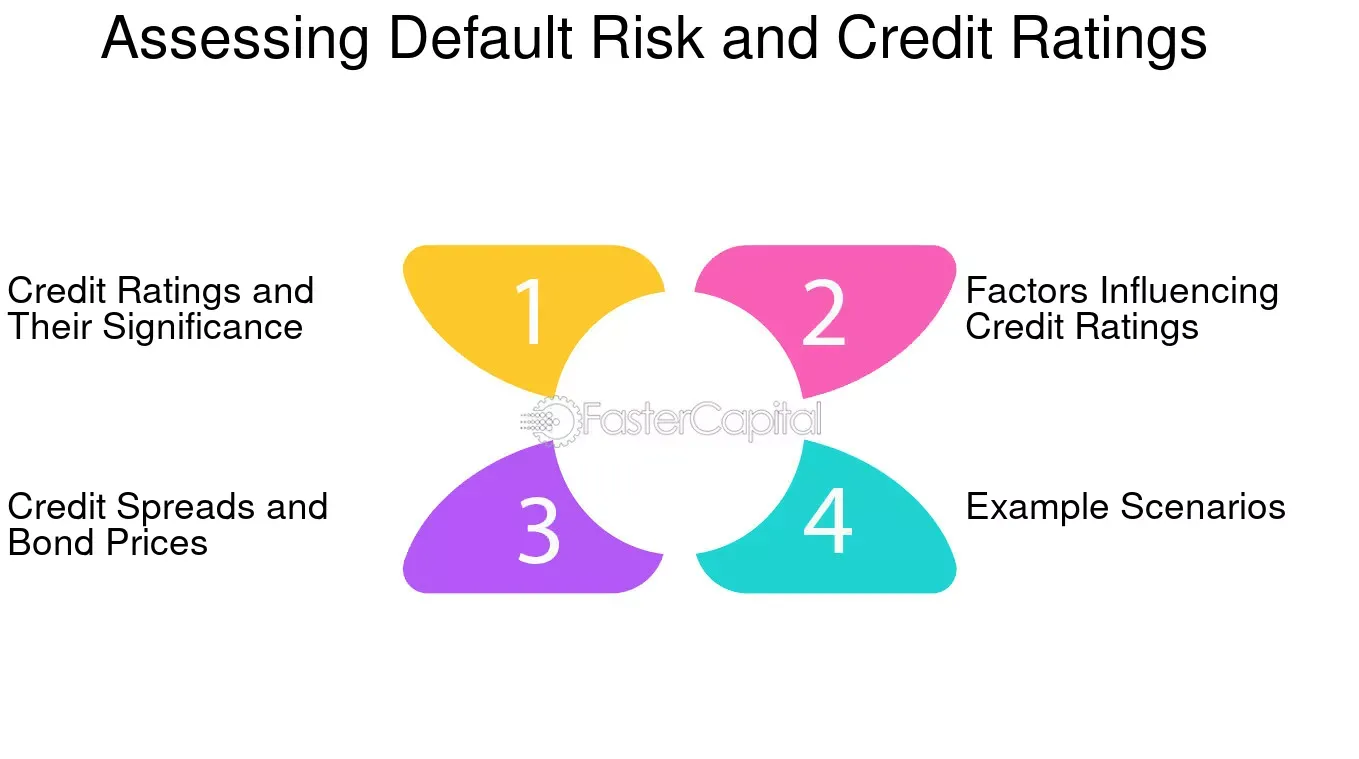 Assessing Default Risk and Credit Ratings
1
2
Credit Ratings and
Their Significance
Factors Influencing
Credit Ratings
FasterCapital
3
4
Credit Spreads and
Bond Prices
Example Scenarios